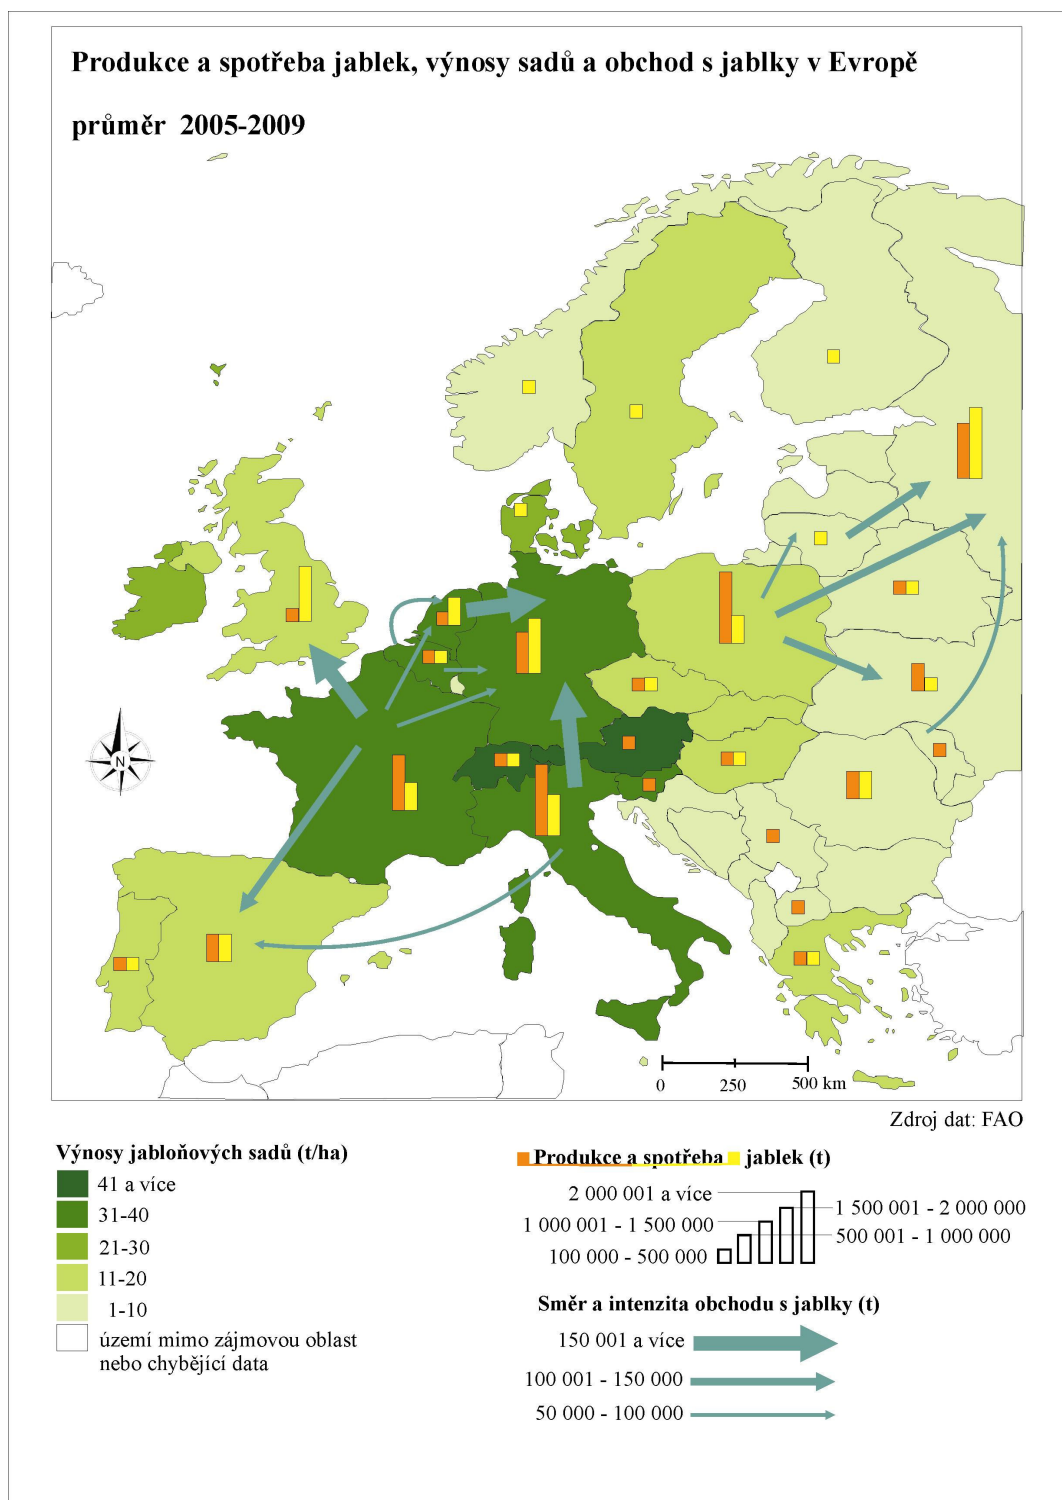 Produkce a spotřeba jablek, výnosy sadů a obchod s jablky v Evropě
průměr 2005-2009
N
0 250 500 km
Zdroj dat: FAO
Výnosy jabloňových sadů (t/ha)
41 a více
31-40
21-30
11-20
1-10
území mimo zájmovou oblast
nebo chybějící data
Produkce a spotřeba jablek (t)
2 000 001 a více
1 500 001 - 2 000 000
1 000 001 - 1 500 000
500 001 - 1 000 000
100 000 - 500 000
Směr a intenzita obchodu s jablky (t)
150 001 a více
100 001 - 150 000
50 000 - 100 000